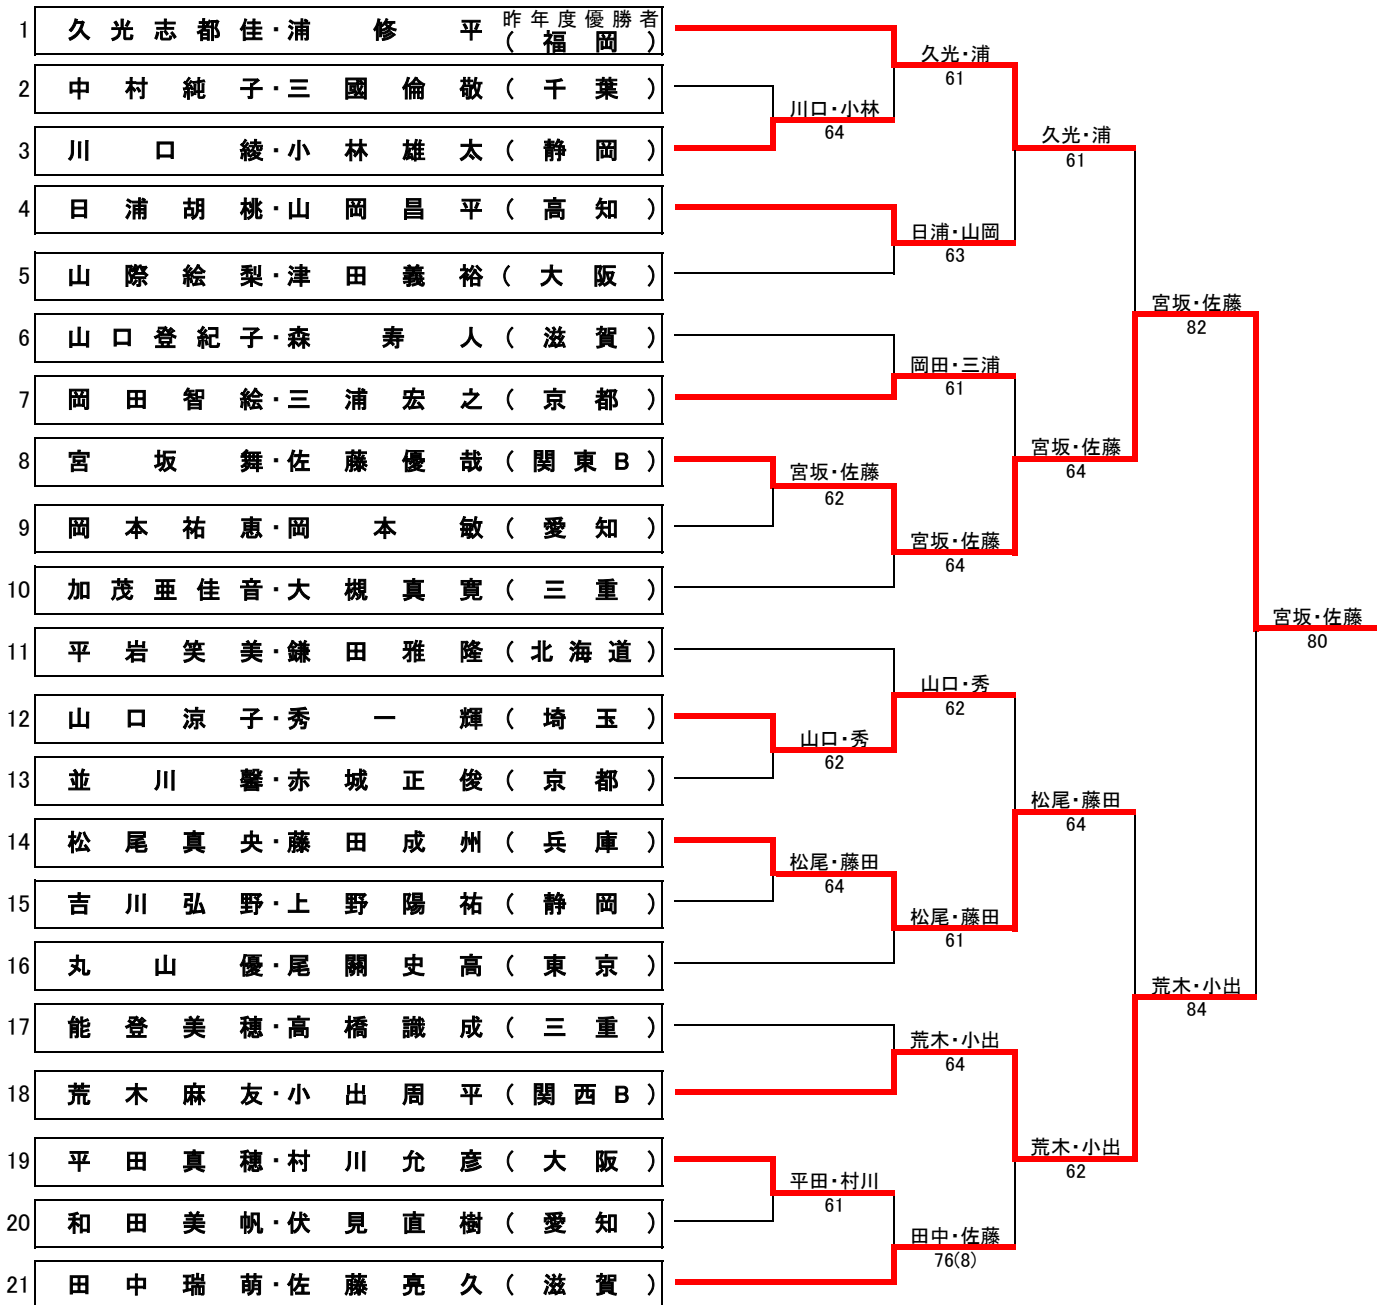 1 久光志都佳・浦修平 昨年度優勝者 (福岡)
2 中村純子・三國倫敬(千葉)
3 川口綾・小林雄太(静岡)
4 日浦胡桃・山岡昌平(高知)
5 山際絵梨・津田義裕(大阪)
6 山口登紀子・森寿人(滋賀)
7 岡田智絵・三浦宏之(京都)
8 宮坂舞・佐藤優哉(関東B)
9 岡本祐恵・岡本敏(愛知)
10 加茂亜佳音・大槻真寛(三重)
11 平岩笑美・鎌田雅隆(北海道)
12 山口涼子・秀一輝(埼玉)
13 並川馨・赤城正俊(京都)
14 松尾真央・藤田成州(兵庫)
15 吉川弘野・上野陽祐(静岡)
16 丸山優・尾關史高(東京)
17 能登美穂・高橋識成(三重)
18 荒木麻友・小出周平(関西B)
19 平田真穂・村川允彦(大阪)
20 和田美帆・伏見直樹(愛知)
21 田中瑞萌・佐藤亮久(滋賀)
川口・小林
64
宮坂・佐藤
62
山口・秀
62
松尾・藤田
64
平田・村川
61
久光・浦
61
日浦・山岡
63
岡田・三浦
61
宮坂・佐藤
64
山口・秀
62
松尾・藤田
61
荒木・小出
64
田中・佐藤
76(8)
久光・浦
61
宮坂・佐藤
64
松尾・藤田
64
荒木・小出
62
宮坂・佐藤
82
荒木・小出
84
宮坂・佐藤
80